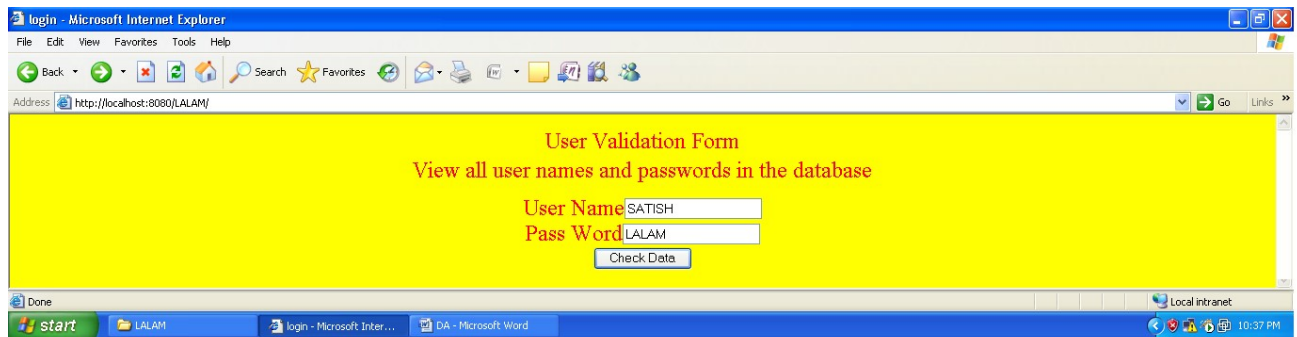 login - Microsoft Internet Explorer
File Edit View Favorites Tools Help
Back Search Favorites
Address http://localhost:8080/LALAM/ Go Links »
User Validation Form
View all user names and passwords in the database
User Name SATISH
Pass Word LALAM
Check Data
Done Local intranet
start LALAM login - Microsoft Inter... DA - Microsoft Word 10:37 PM